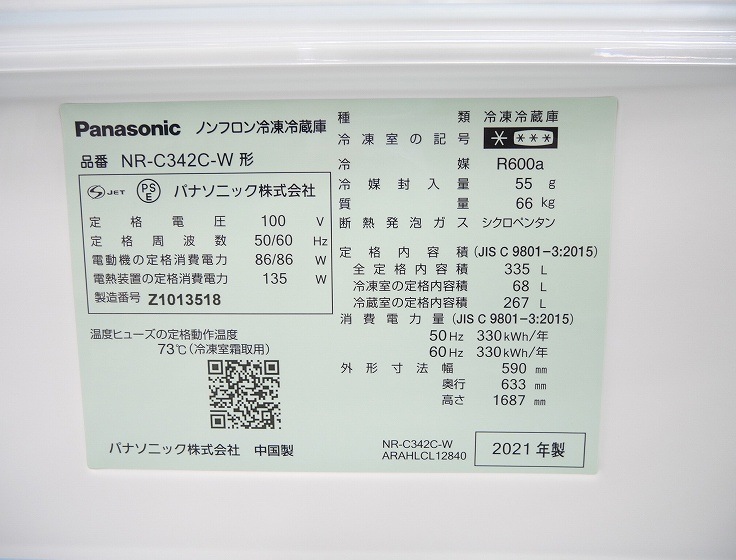 Panasonic ノンフロン冷凍冷蔵庫
品番 NR-C342C-W 形
S JET PS E パナソニック株式会社
定格電圧 100 V
定格周波数 50/60 Hz
電動機の定格消費電力 86/86 W
電熱装置の定格消費電力 135 W
製造番号 Z1013518
温度ヒューズの定格動作温度
73℃(冷凍室霜取用)
パナソニック株式会社 中国製
種類 冷凍冷蔵庫
冷凍室の記号 * ***
冷媒 R600a
冷媒封入量 55 g
質量 66 kg
断熱発泡ガス シクロペンタン
定格内容積 (JIS C 9801-3:2015)
全定格内容積 335 L
冷凍室の定格内容積 68 L
冷蔵室の定格内容積 267 L
消費電力量 (JIS C 9801-3:2015)
50 Hz 330 kWh/年
60 Hz 330 kWh/年
外形寸法 幅 590 mm
奥行 633 mm
高さ 1687 mm
NR-C342C-W
ARAHLCL12840
2021 年製